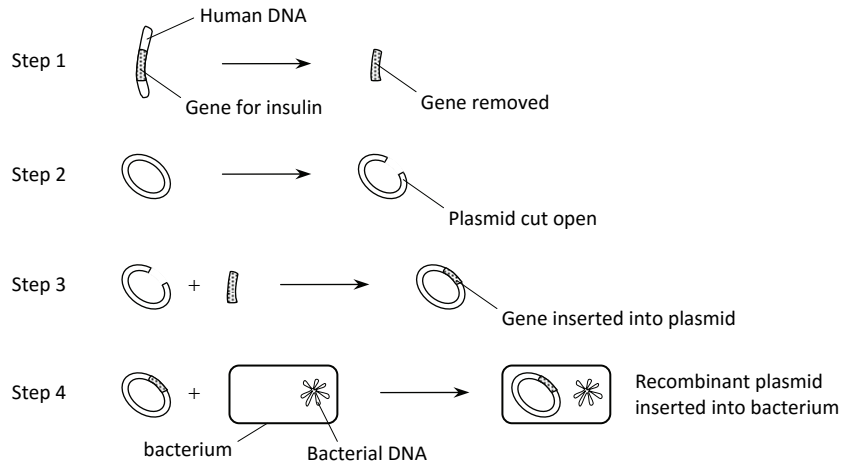 Human DNA
Step 1
Gene for insulin
Gene removed
Step 2
Plasmid cut open
Step 3
+
Gene inserted into plasmid
Step 4
+
Recombinant plasmid
inserted into bacterium
bacterium
Bacterial DNA